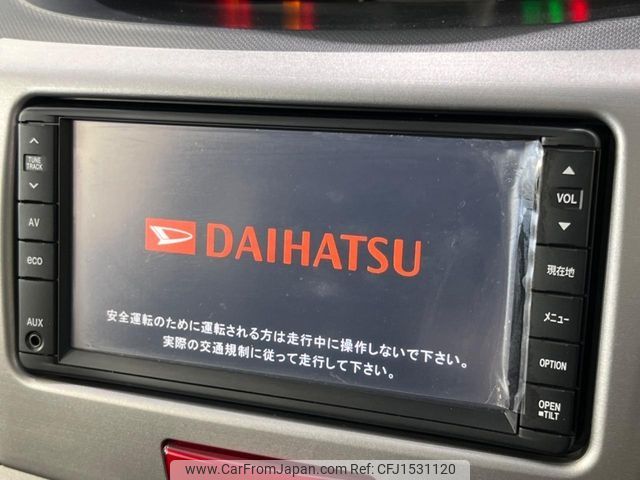 TUNE
TRACK
AV
eco
AUX
DAIHATSU
安全運転のために運転される方は走行中に操作しないで下さい。
実際の交通規制に従って走行して下さい。
VOL
現在地
メニュー
OPTION
OPEN
■TILT
www.CarFromJapan.com - CFJ1531120